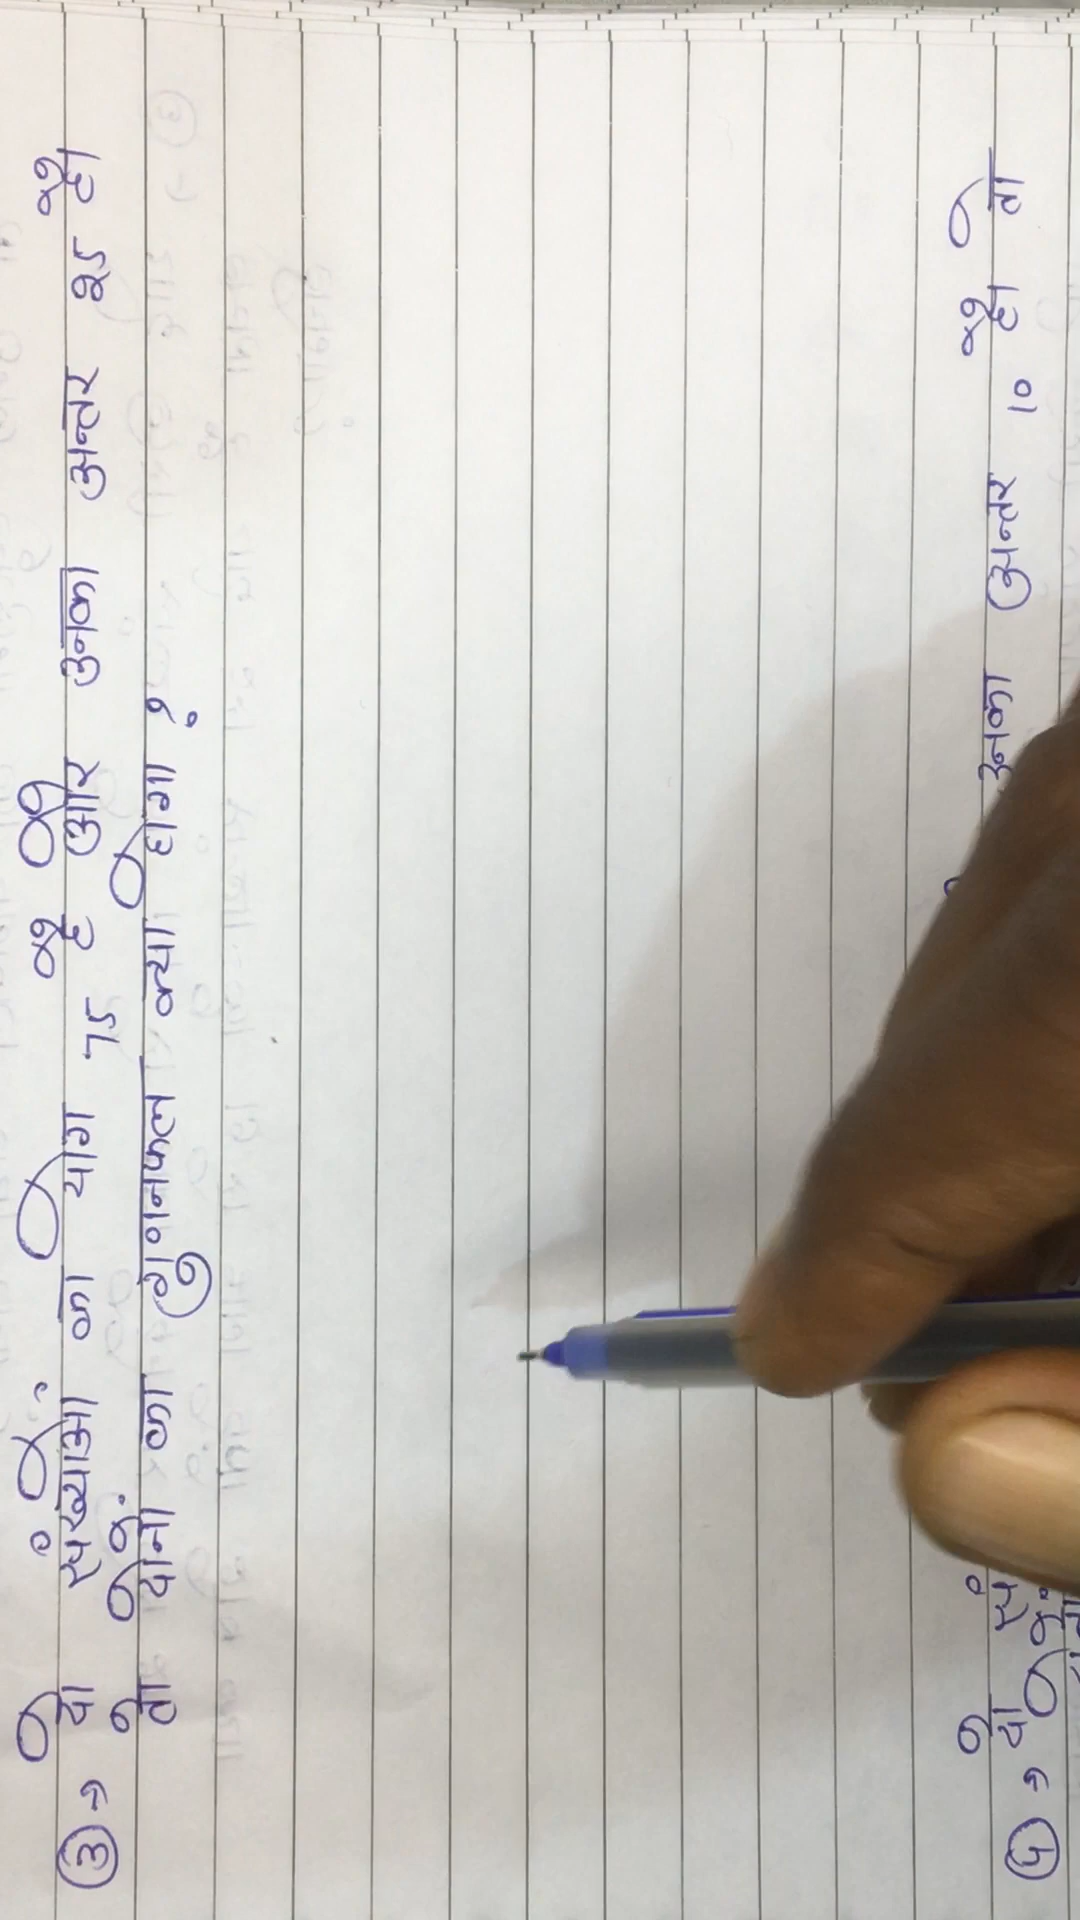 ③→ दो संख्याओं का योग 75 है और उनका अन्तर 25 है।
तो दोनों का गुणनफल क्या होगा ?
④→ दो उनका अन्तर 10 है। तो